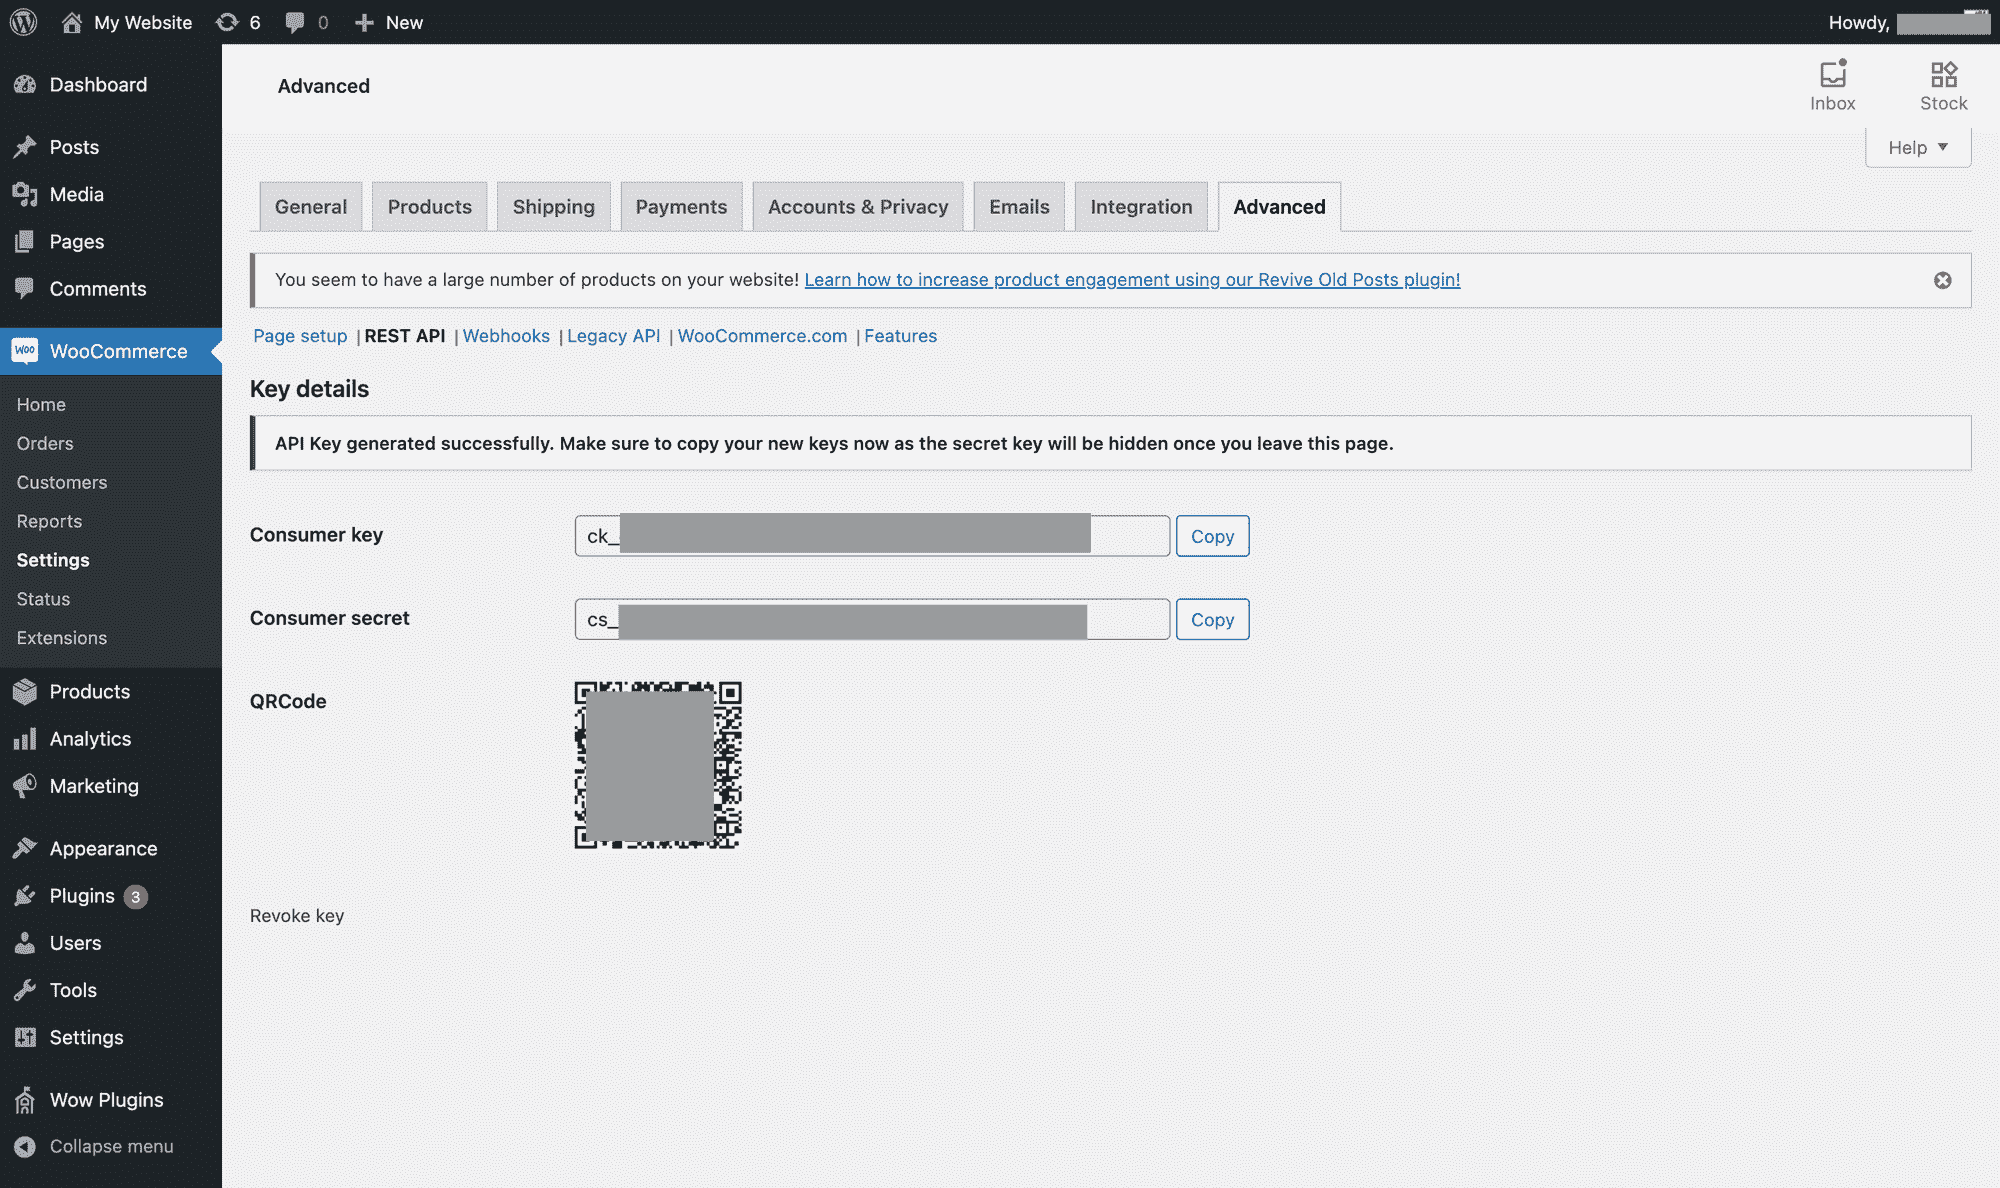 My Website 6 0 New Howdy,
Dashboard
Posts
Media
Pages
Comments
WooCommerce
Home
Orders
Customers
Reports
Settings
Status
Extensions
Products
Analytics
Marketing
Appearance
Plugins 3
Users
Tools
Settings
Wow Plugins
Collapse menu
Advanced
Inbox
Stock
Help
General Products Shipping Payments Accounts & Privacy Emails Integration Advanced
You seem to have a large number of products on your website! Learn how to increase product engagement using our Revive Old Posts plugin!
Page setup | REST API | Webhooks | Legacy API | WooCommerce.com | Features
Key details
API Key generated successfully. Make sure to copy your new keys now as the secret key will be hidden once you leave this page.
Consumer key ck_ Copy
Consumer secret cs_ Copy
QRCode
Revoke key